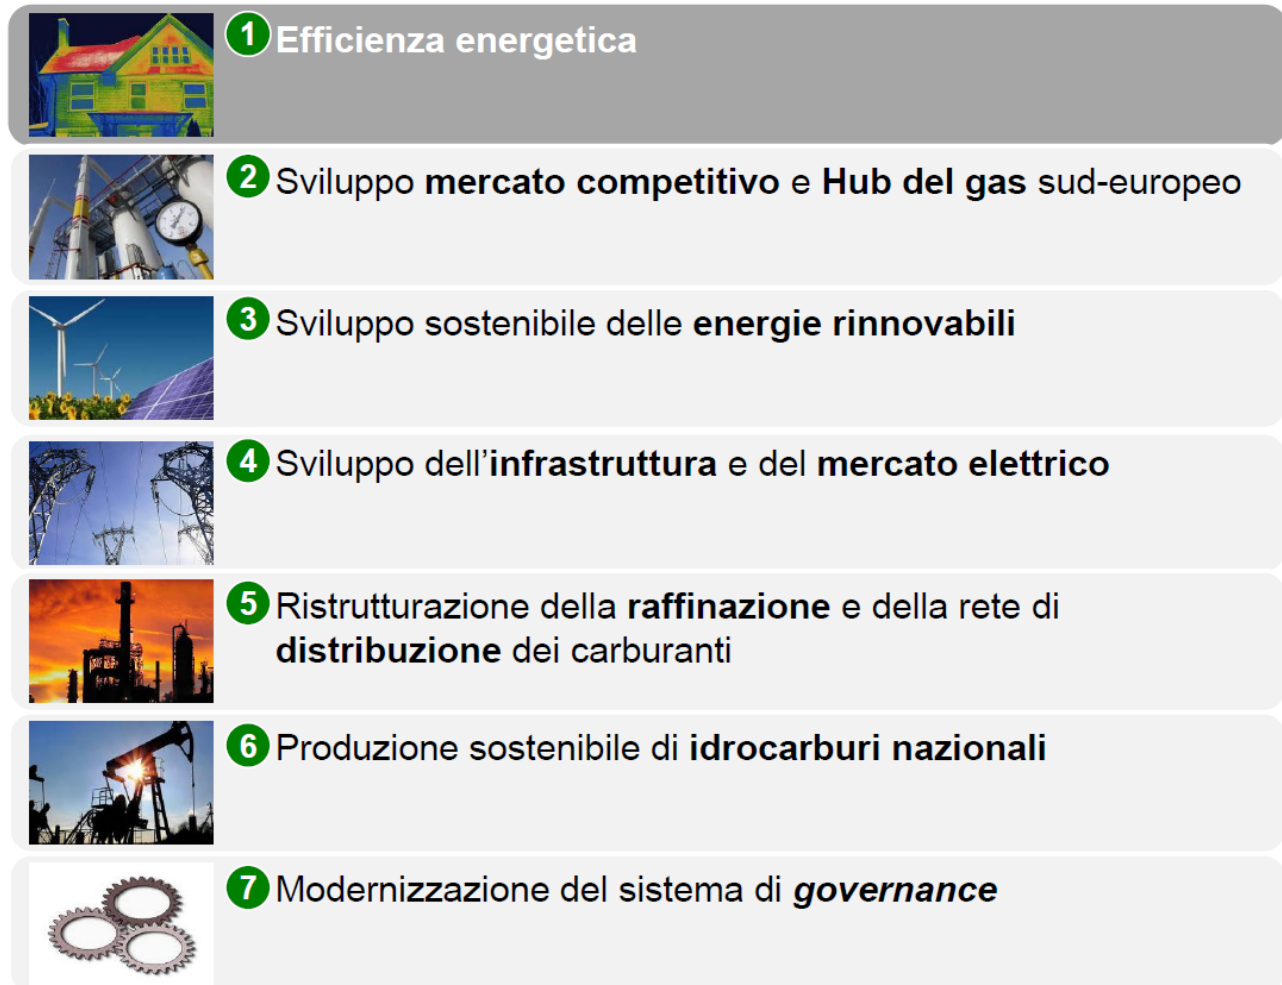 1 Efficienza energetica
2 Sviluppo mercato competitivo e Hub del gas sud-europeo
3 Sviluppo sostenibile delle energie rinnovabili
4 Sviluppo dell’infrastruttura e del mercato elettrico
5 Ristrutturazione della raffinazione e della rete di
distribuzione dei carburanti
6 Produzione sostenibile di idrocarburi nazionali
7 Modernizzazione del sistema di governance